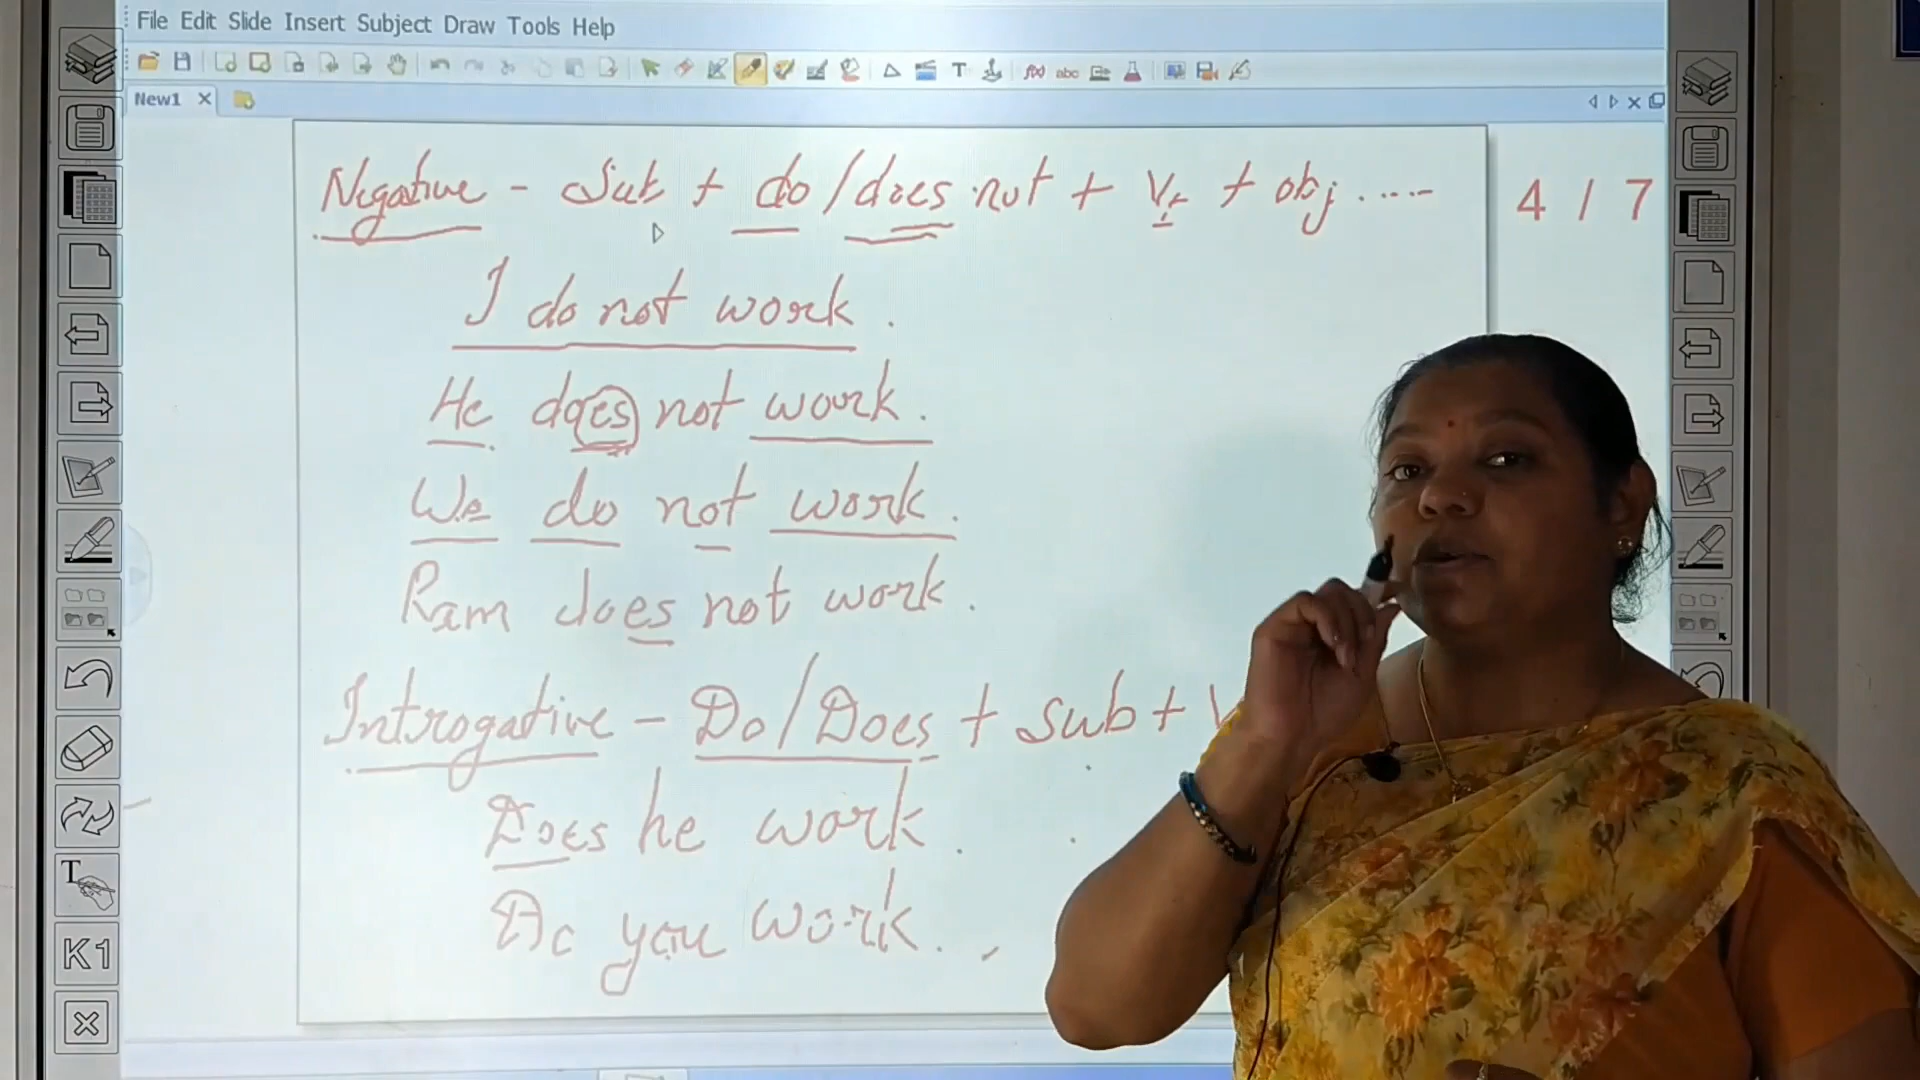 File Edit Slide Insert Subject Draw Tools Help
New1
Negative - Sub + do/does not + V1 + obj.....
4 / 7
I do not work.
He does not work.
We do not work.
Ram does not work.
Introgative - Do/Does + sub + V
Does he work.
Do you work.
K1